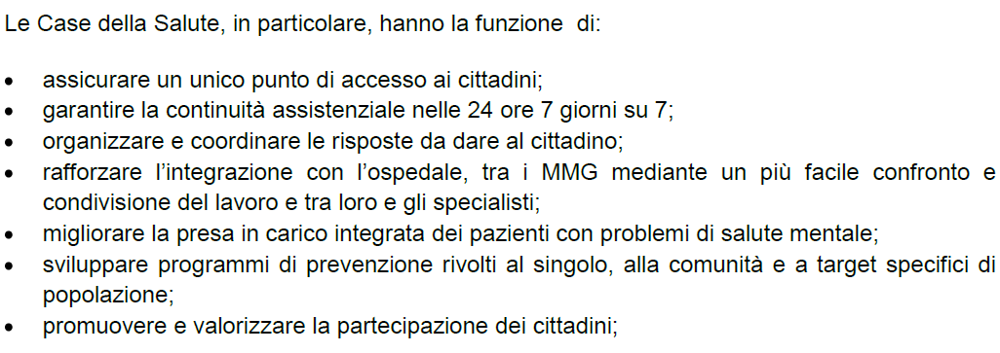 Le Case della Salute, in particolare, hanno la funzione  di:
• assicurare un unico punto di accesso ai cittadini;
• garantire la continuità assistenziale nelle 24 ore 7 giorni su 7;
• organizzare e coordinare le risposte da dare al cittadino;
• rafforzare l’integrazione con l’ospedale, tra i MMG mediante un più facile confronto e
condivisione del lavoro e tra loro e gli specialisti;
• migliorare la presa in carico integrata dei pazienti con problemi di salute mentale;
• sviluppare programmi di prevenzione rivolti al singolo, alla comunità e a target specifici di
popolazione;
• promuovere e valorizzare la partecipazione dei cittadini;